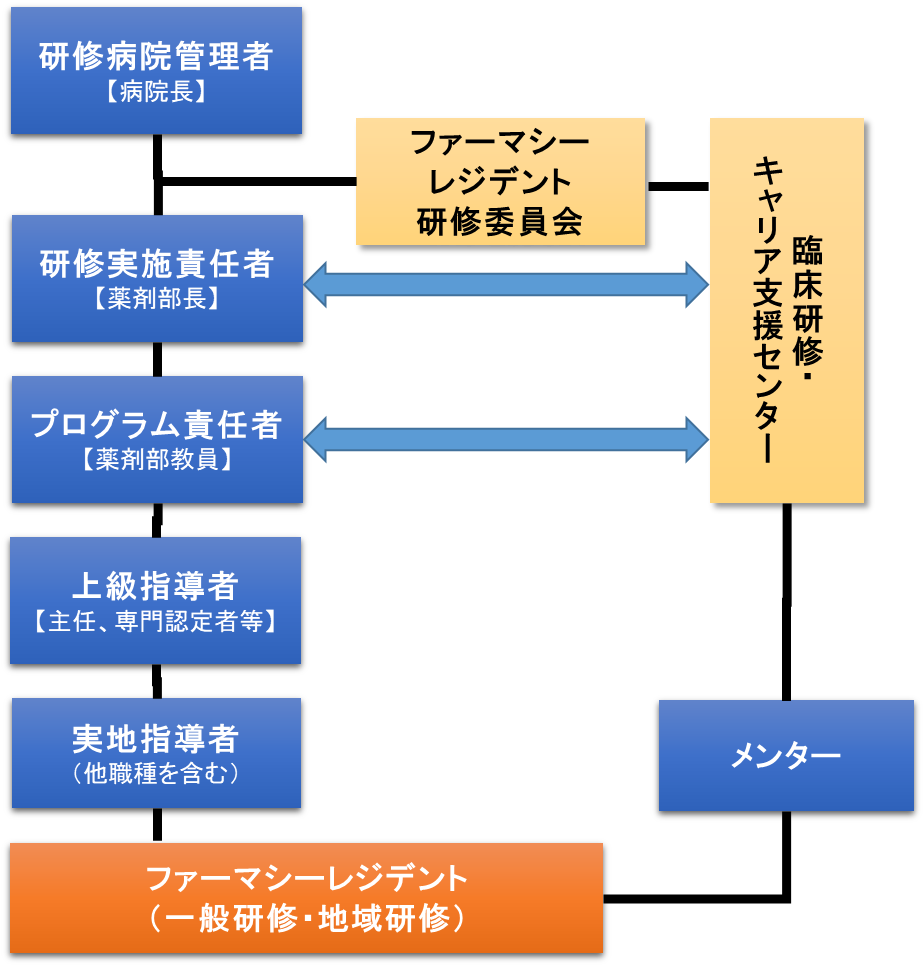 研修病院管理者
【病院長】
ファーマシー
レジデント
研修委員会
臨床研修・
キャリア支援センター
研修実施責任者
【薬剤部長】
プログラム責任者
【薬剤部教員】
上級指導者
【主任、専門認定者等】
実地指導者
（他職種を含む）
メンター
ファーマシーレジデント
（一般研修・地域研修）